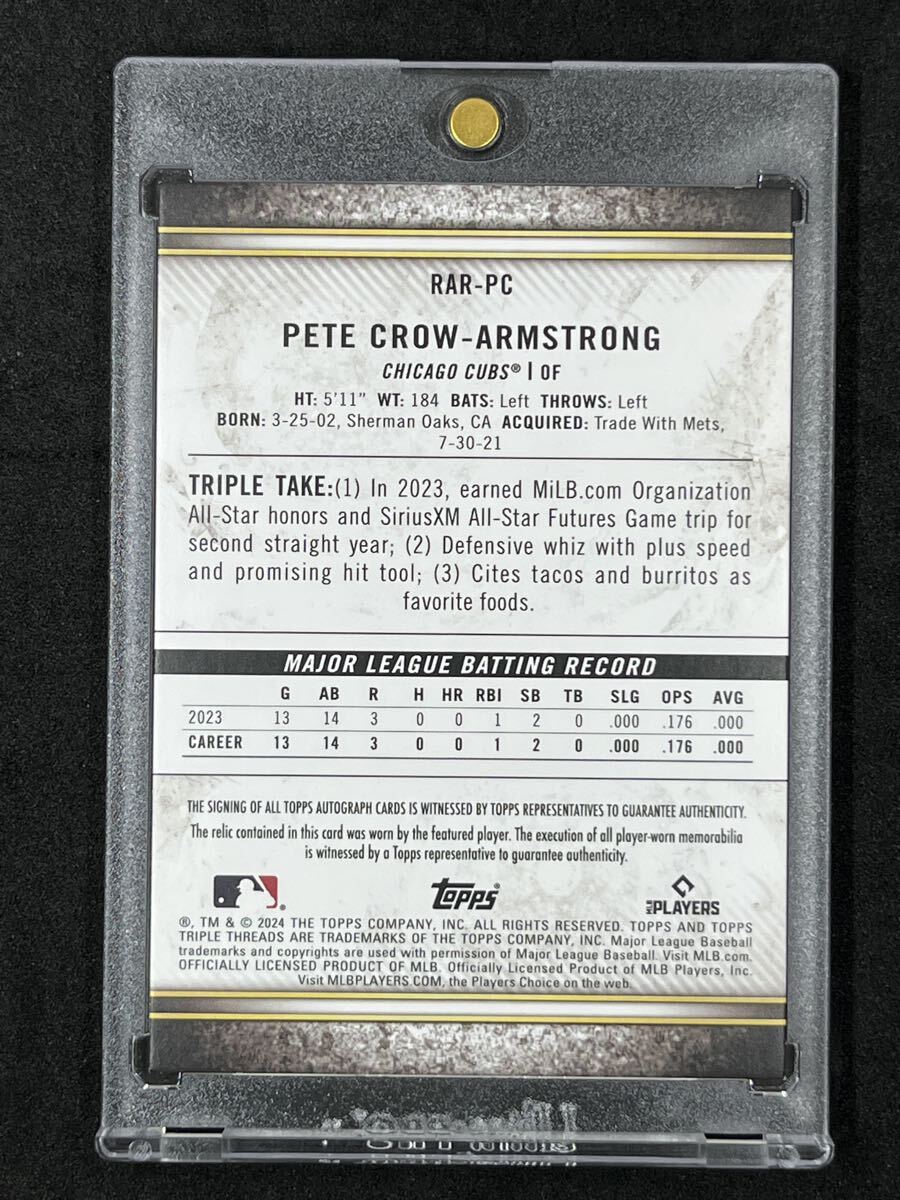 RAR-PC
PETE CROW-ARMSTRONG
CHICAGO CUBS® | OF
HT: 5'11" WT: 184 BATS: Left THROWS: Left
BORN: 3-25-02, Sherman Oaks, CA ACQUIRED: Trade With Mets,
7-30-21
TRIPLE TAKE:(1) In 2023, earned MiLB.com Organization
All-Star honors and SiriusXM All-Star Futures Game trip for
second straight year; (2) Defensive whiz with plus speed
and promising hit tool; (3) Cites tacos and burritos as
favorite foods.
MAJOR LEAGUE BATTING RECORD
G AB R H HR RBI SB TB SLG OPS AVG
2023 13 14 3 0 0 1 2 0 .000 .176 .000
CAREER 13 14 3 0 0 1 2 0 .000 .176 .000
THE SIGNING OF ALL TOPPS AUTOGRAPH CARDS IS WITNESSED BY TOPPS REPRESENTATIVES TO GUARANTEE AUTHENTICITY.
The relic contained in this card was worn by the featured player. The execution of all player-worn memorabilia
is witnessed by a Topps representative to guarantee authenticity.
topps® MLB PLAYERS
®, TM & © 2024 THE TOPPS COMPANY, INC. ALL RIGHTS RESERVED. TOPPS AND TOPPS
TRIPLE THREADS ARE TRADEMARKS OF THE TOPPS COMPANY, INC. Major League Baseball
trademarks and copyrights are used with permission of Major League Baseball. Visit MLB.com.
OFFICIALLY LICENSED PRODUCT OF MLB. Officially Licensed Product of MLB Players, Inc.
Visit MLBPLAYERS.COM, the Players Choice on the web.